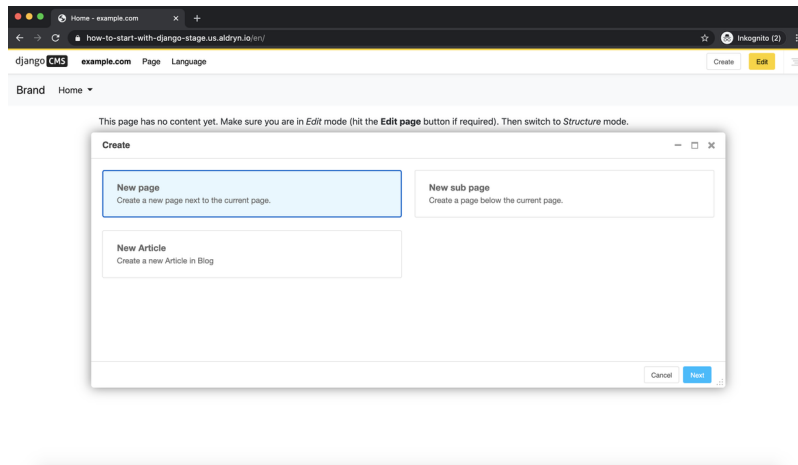 Home - example.com
how-to-start-with-django-stage.us.aldryn.io/en/
Inkognito (2)
django CMS example.com Page Language
Create Edit
Brand Home
This page has no content yet. Make sure you are in Edit mode (hit the Edit page button if required). Then switch to Structure mode.
Create
New page
Create a new page next to the current page.
New sub page
Create a page below the current page.
New Article
Create a new Article in Blog
Cancel Next